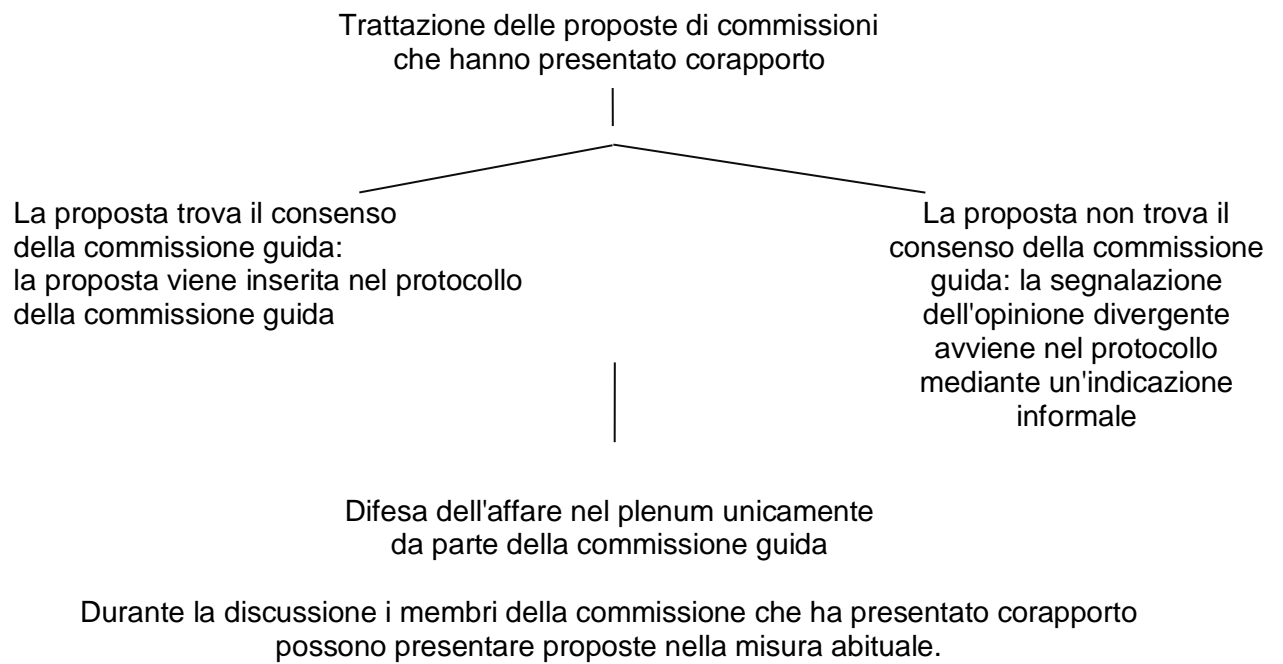 Trattazione delle proposte di commissioni
che hanno presentato corapporto
La proposta trova il consenso
della commissione guida:
la proposta viene inserita nel protocollo
della commissione guida
La proposta non trova il
consenso della commissione
guida: la segnalazione
dell'opinione divergente
avviene nel protocollo
mediante un'indicazione
informale
Difesa dell'affare nel plenum unicamente
da parte della commissione guida
Durante la discussione i membri della commissione che ha presentato corapporto
possono presentare proposte nella misura abituale.